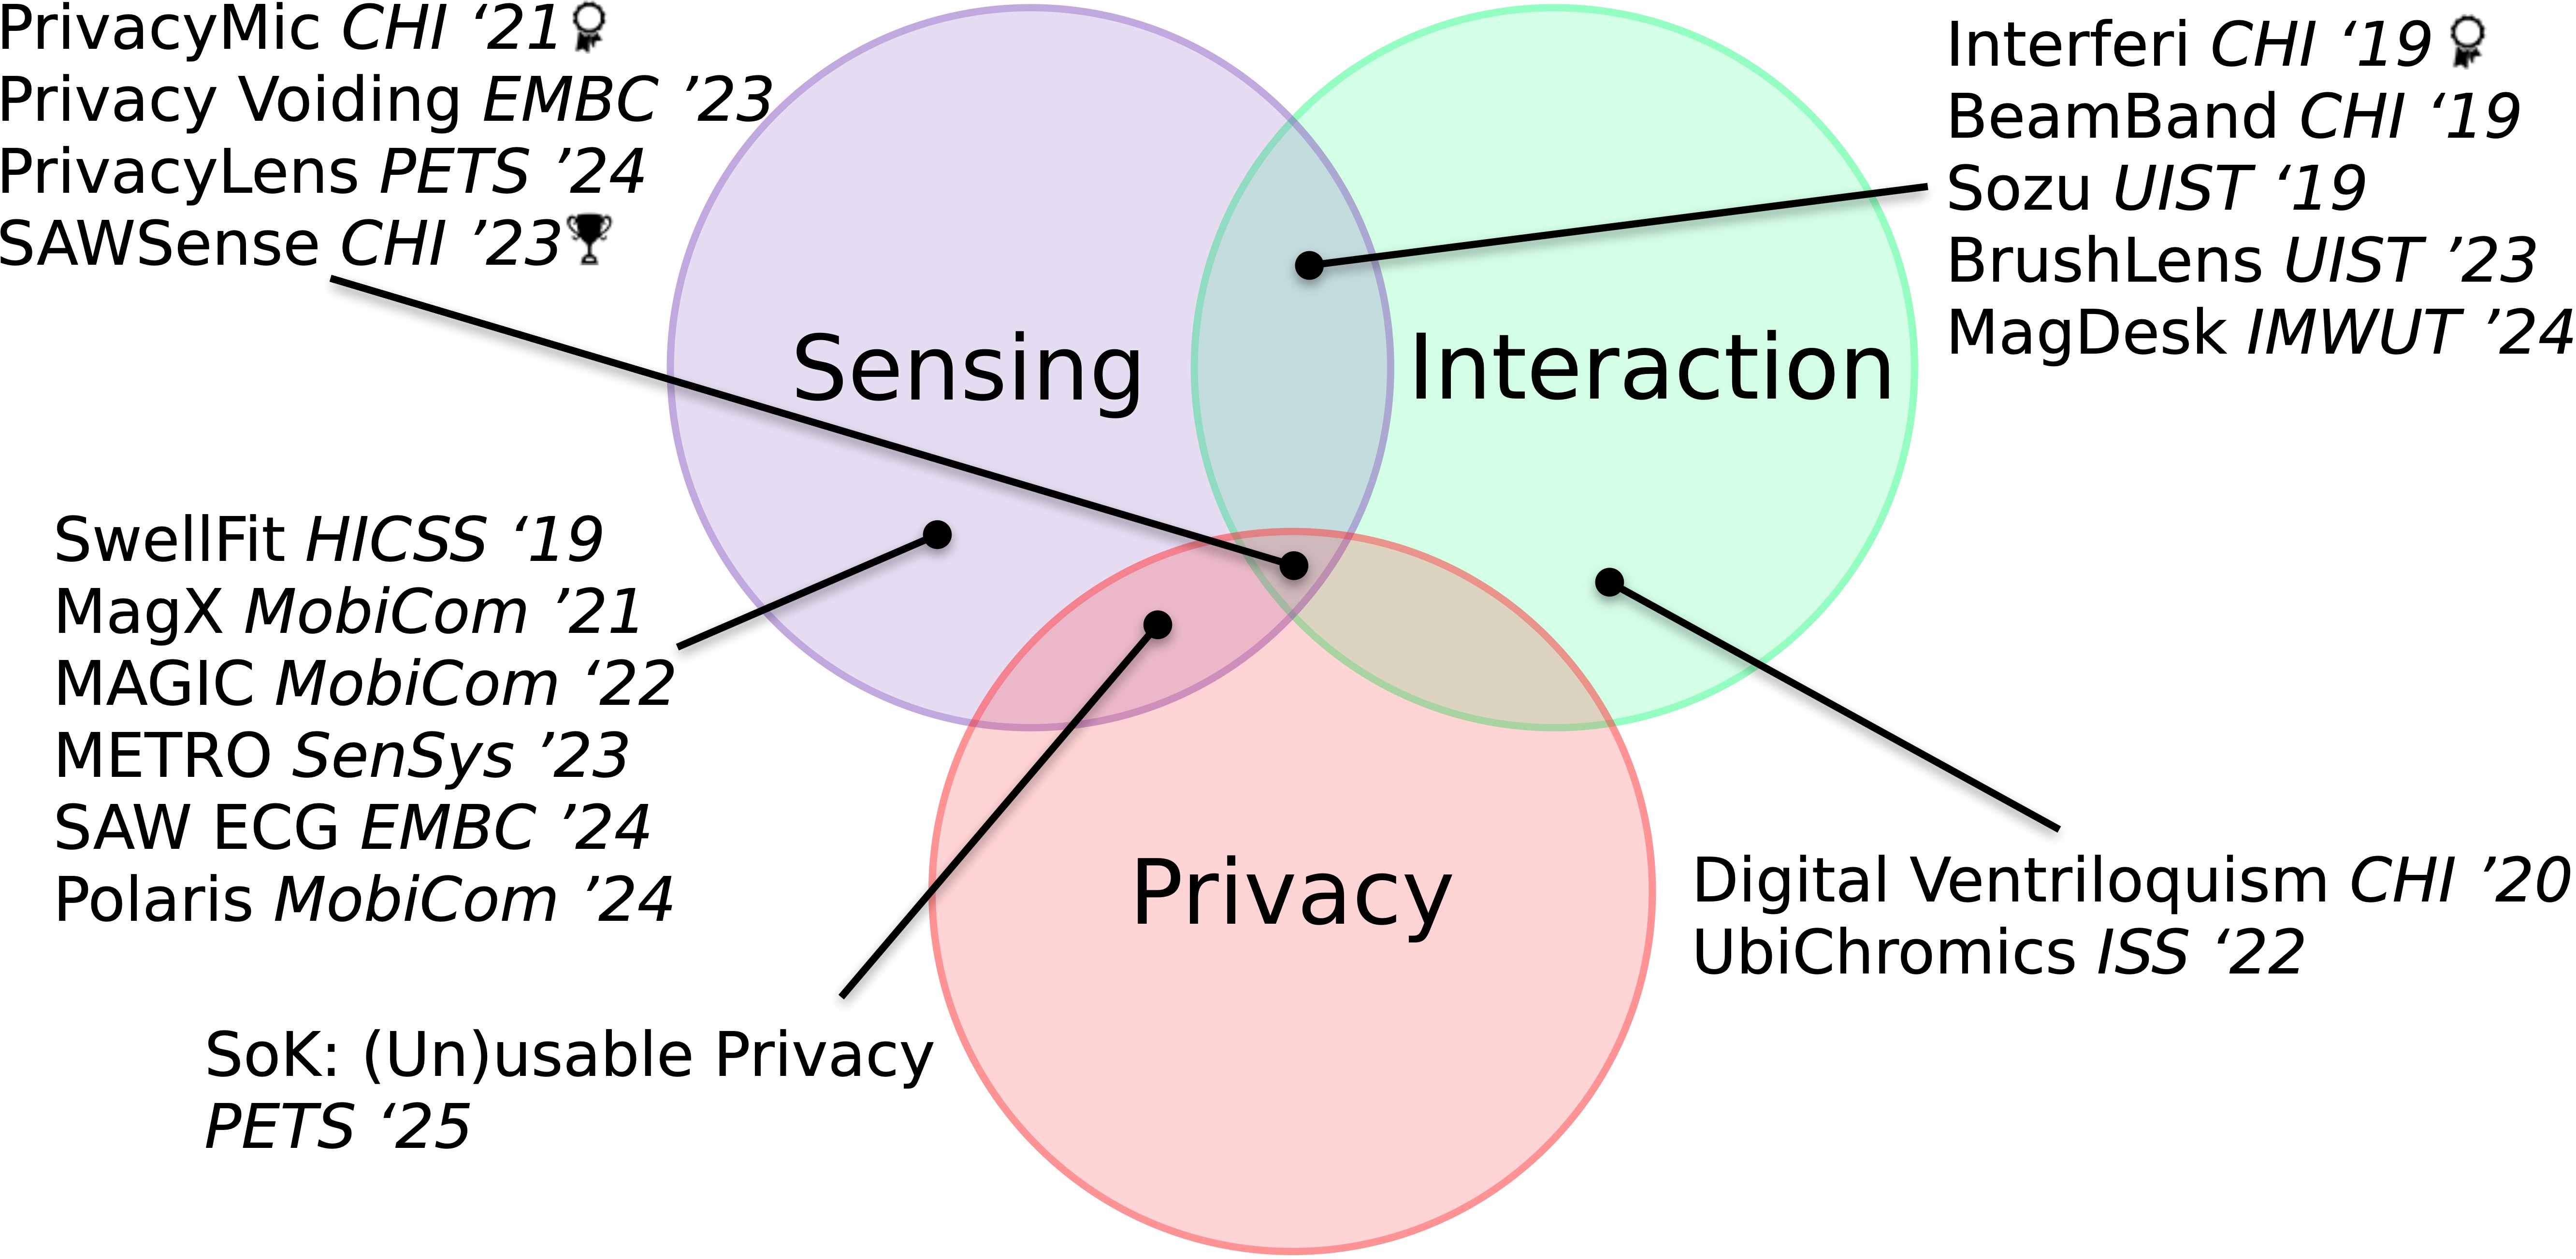 PrivacyMic CHI ‘21
Privacy Voiding EMBC ’23
PrivacyLens PETS ’24
SAWSense CHI ’23
Interferi CHI ‘19
BeamBand CHI ‘19
Sozu UIST ‘19
BrushLens UIST ’23
MagDesk IMWUT ’24
Sensing
Interaction
SwellFit HICSS ‘19
MagX MobiCom ’21
MAGIC MobiCom ‘22
METRO SenSys ’23
SAW ECG EMBC ’24
Polaris MobiCom ’24
Privacy
Digital Ventriloquism CHI ’20
UbiChromics ISS ‘22
SoK: (Un)usable Privacy
PETS ‘25